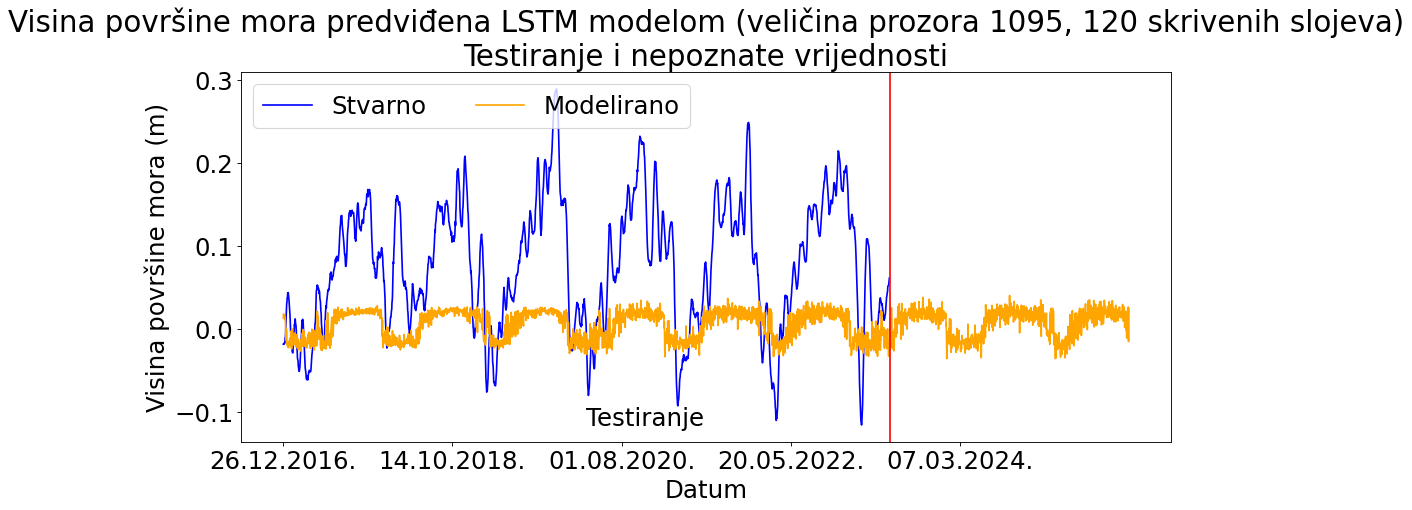 Visina površine mora predviđena LSTM modelom (veličina prozora 1095, 120 skrivenih slojeva)
Testiranje i nepoznate vrijednosti
Stvarno
Modelirano
Visina površine mora (m)
0.3
0.2
0.1
0.0
−0.1
Testiranje
26.12.2016.
14.10.2018.
01.08.2020.
20.05.2022.
07.03.2024.
Datum